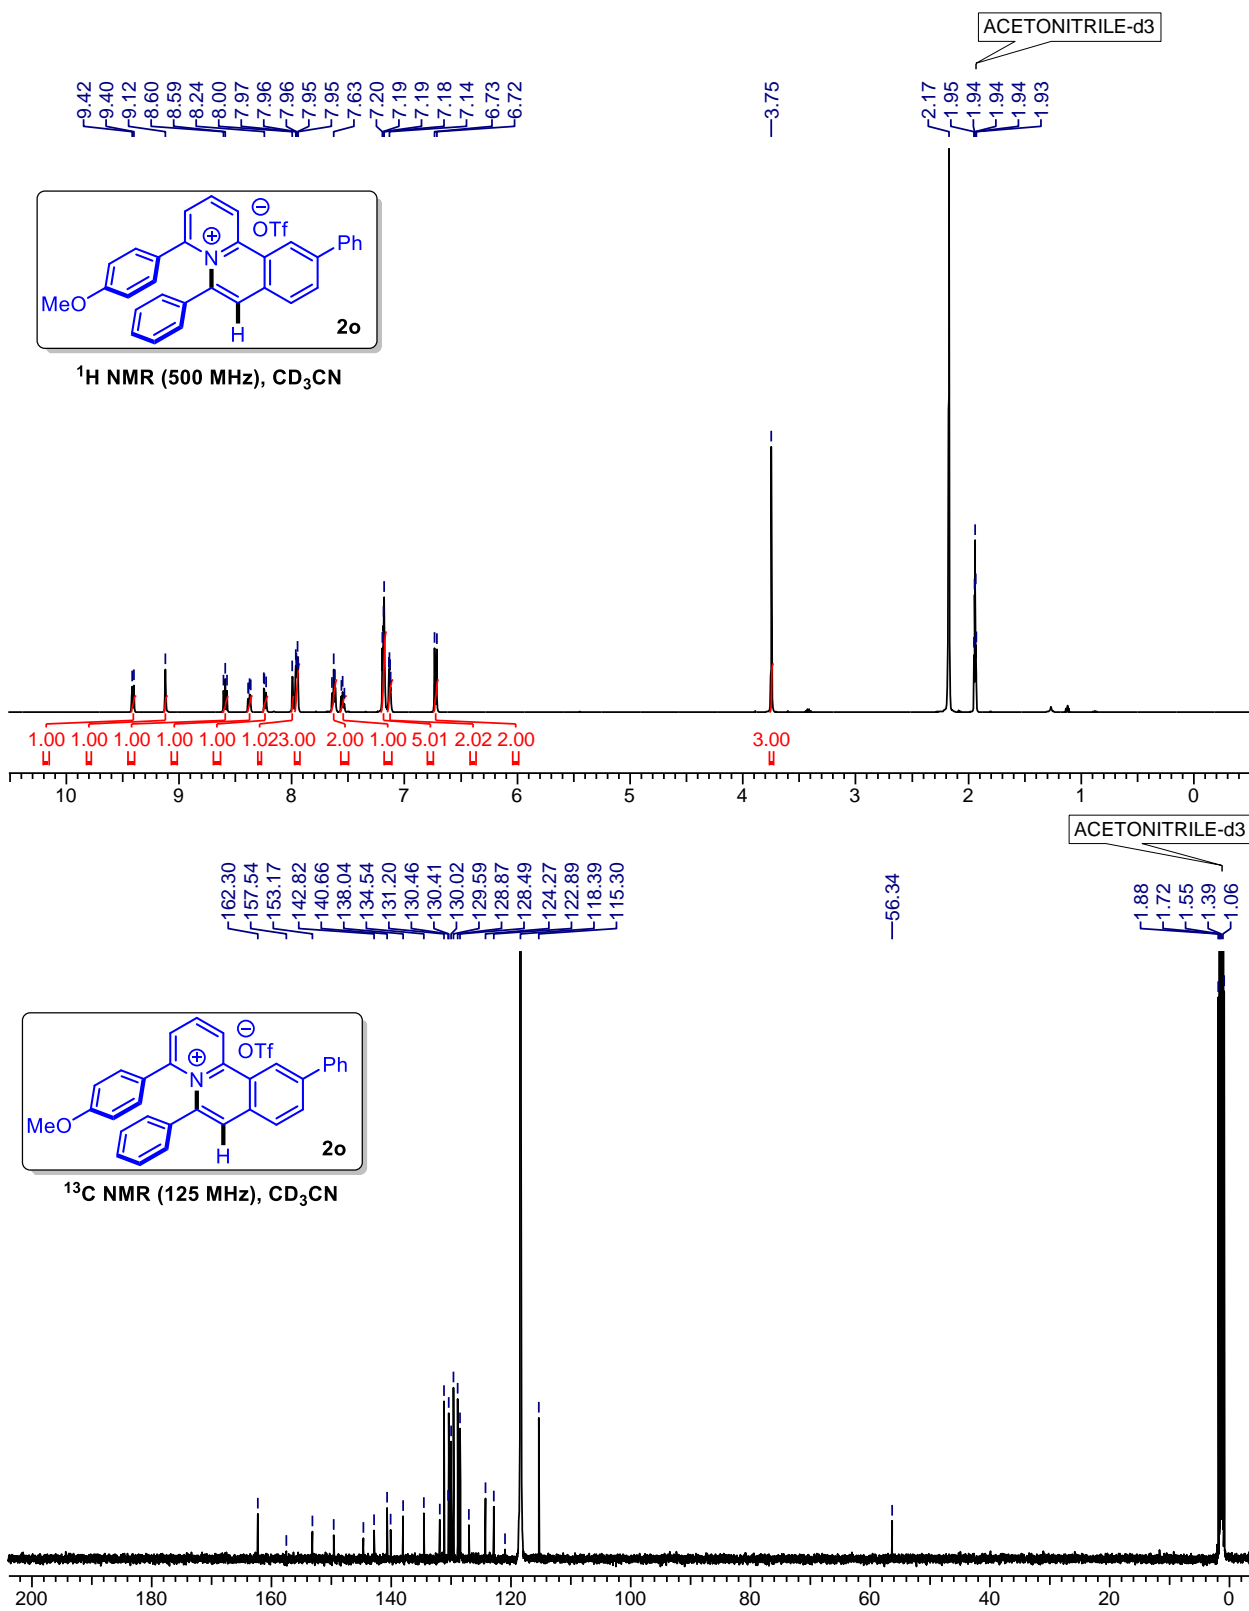 ACETONITRILE-d3
9.42 9.40 9.12 8.60 8.59 8.24 8.00 7.97 7.96 7.96 7.95 7.95 7.63 7.20 7.19 7.19 7.18 7.14 6.73 6.72 3.75 2.17 1.95 1.94 1.94 1.94 1.93
⊖
OTf
Ph
+
N
MeO
H
2o
1H NMR (500 MHz), CD3CN
1.00 1.00 1.00 1.00 1.00 1.023.00 2.00 1.00 5.01 2.02 2.00 3.00
10 9 8 7 6 5 4 3 2 1 0
ACETONITRILE-d3
162.30 157.54 153.17 142.82 140.66 138.04 134.54 131.20 130.46 130.41 130.02 129.59 128.87 128.49 124.27 122.89 118.39 115.30 56.34 1.88 1.72 1.55 1.39 1.06
⊖
OTf
Ph
+
N
MeO
H
2o
13C NMR (125 MHz), CD3CN
200 180 160 140 120 100 80 60 40 20 0